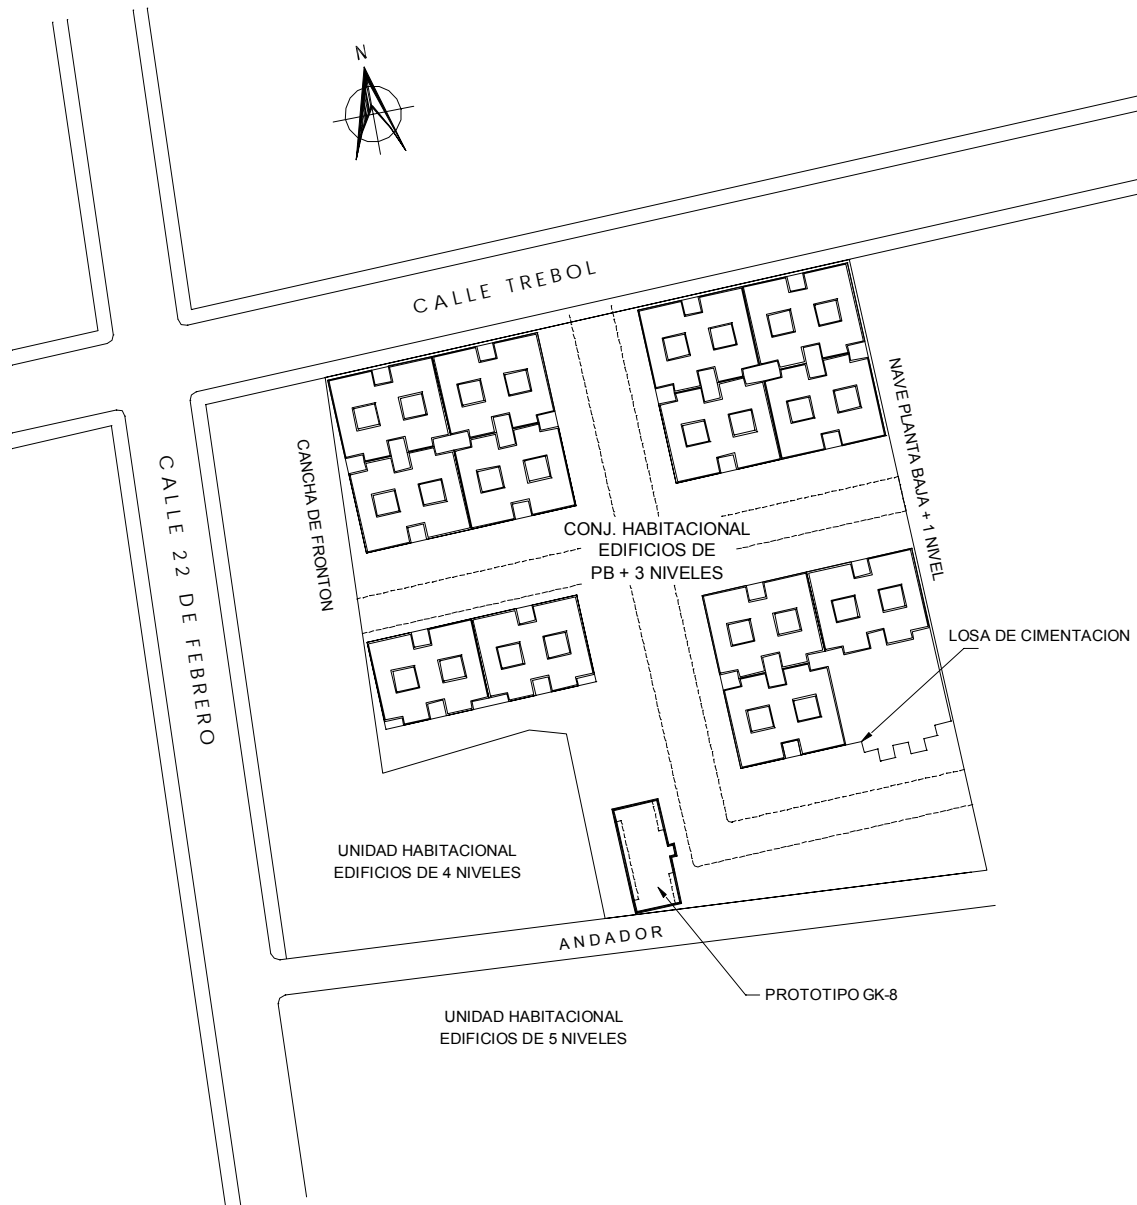 N
CALLE TREBOL
NAVE PLANTA BAJA + 1 NIVEL
CANCHA DE FRONTON
CALLE 22 DE FEBRERO
CONJ. HABITACIONAL
EDIFICIOS DE
PB + 3 NIVELES
LOSA DE CIMENTACION
UNIDAD HABITACIONAL
EDIFICIOS DE 4 NIVELES
ANDADOR
PROTOTIPO GK-8
UNIDAD HABITACIONAL
EDIFICIOS DE 5 NIVELES